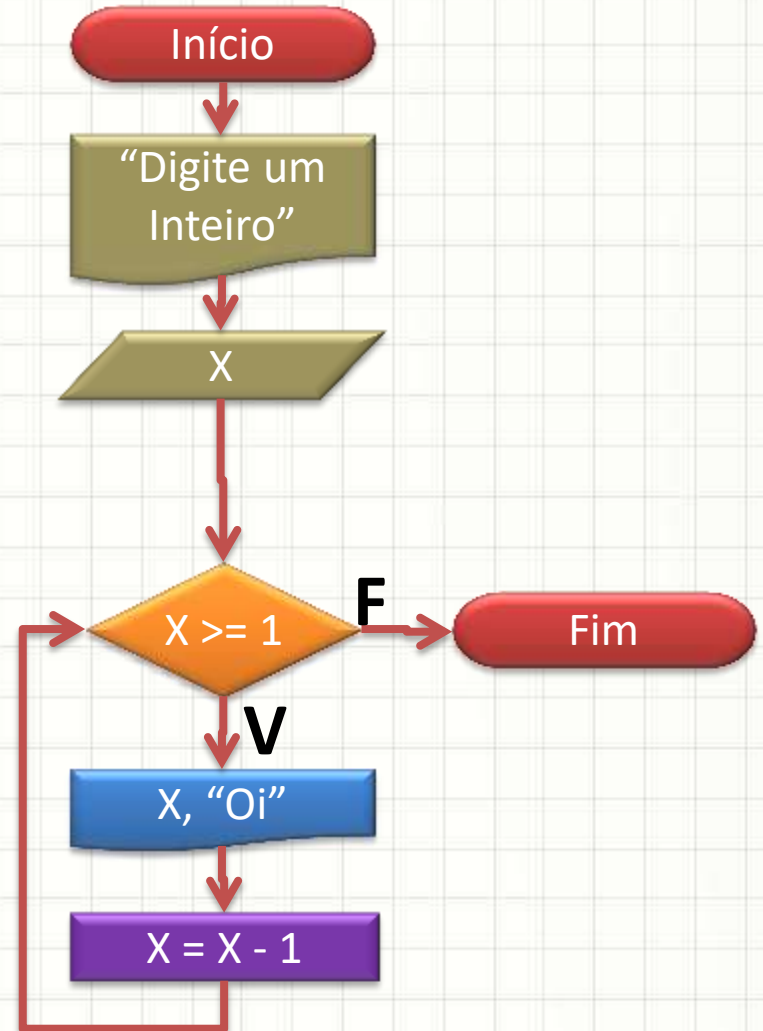 Início
“Digite um
Inteiro”
X
X >= 1
F
Fim
V
X, “Oi”
X = X - 1